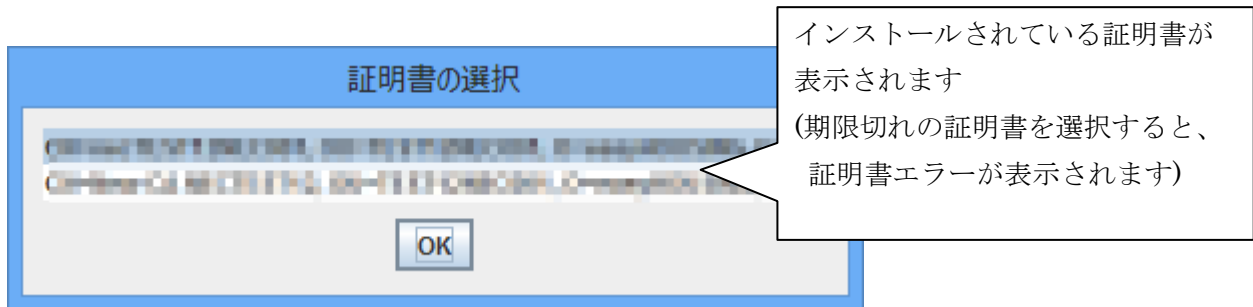 証明書の選択
インストールされている証明書が
表示されます
(期限切れの証明書を選択すると、
証明書エラーが表示されます)
OK